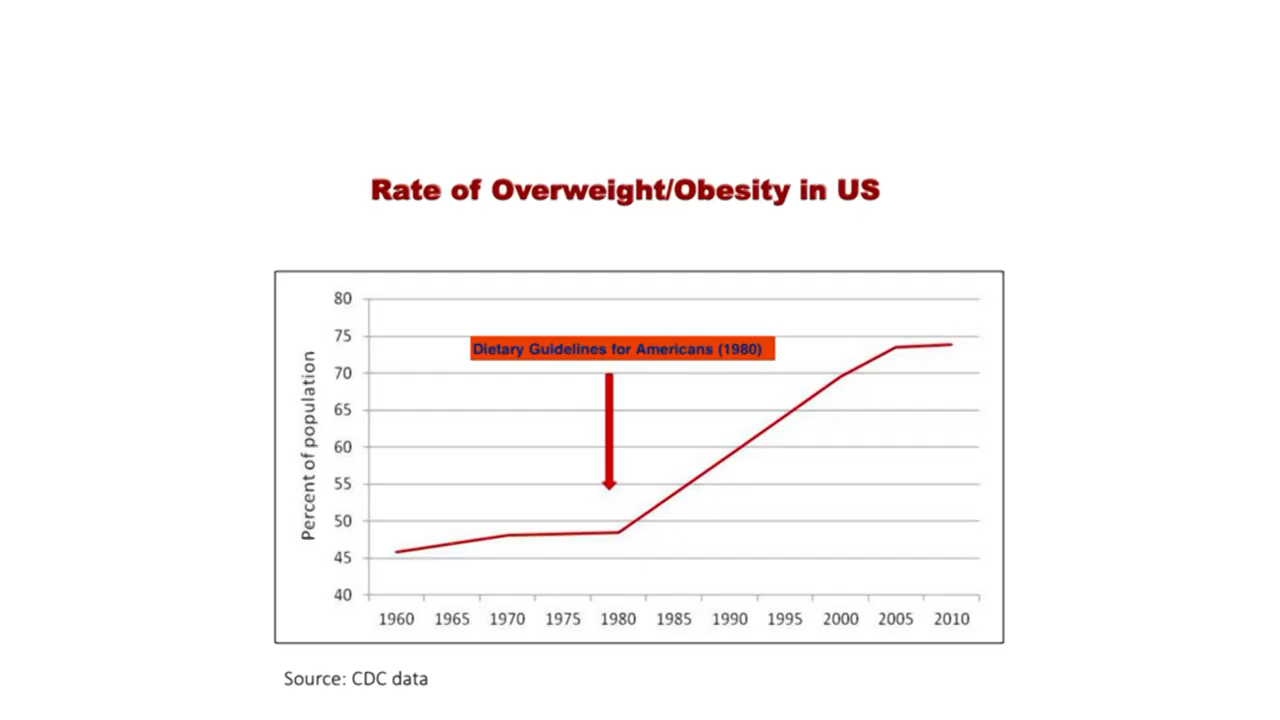 Rate of Overweight/Obesity in US
80
75
Dietary Guidelines for Americans (1980)
70
65
60
55
50
45
40
Percent of population
1960 1965 1970 1975 1980 1985 1990 1995 2000 2005 2010
Source: CDC data